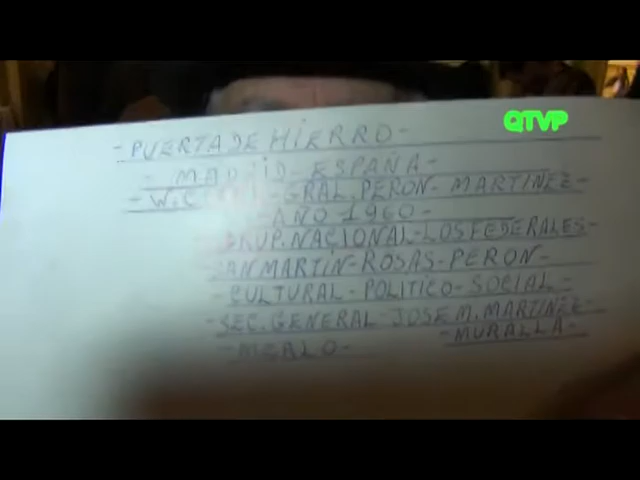 QTVP
-PUERTA DE HIERRO-
-MADRID-ESPAÑA-
GRAL.PERON-MARTINEZ-
AÑO 1960-
GRUP.NACIONAL-LOS FEDERALES-
SAN MARTIN-ROSAS-PERON-
-CULTURAL-POLITICO-SOCIAL-
-SEC.GENERAL-JOSE M.MARTINEZ-
-MERLO- -MURALLA-